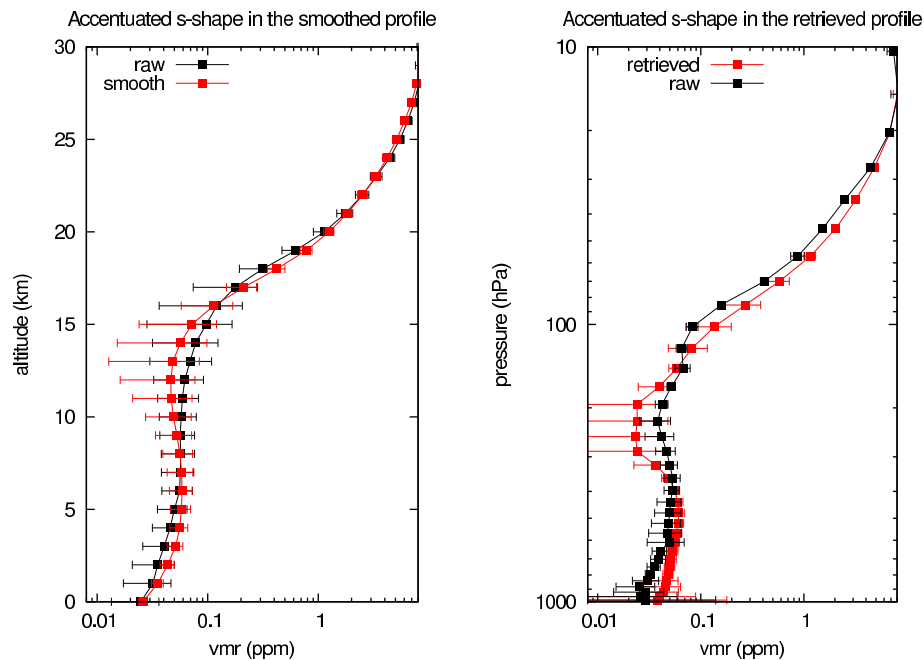 Accentuated s-shape in the smoothed profile
raw
smooth
30
25
20
15
10
5
0
altitude (km)
0.01
0.1
1
vmr (ppm)
Accentuated s-shape in the retrieved profile
retrieved
raw
10
100
1000
pressure (hPa)
0.01
0.1
1
vmr (ppm)